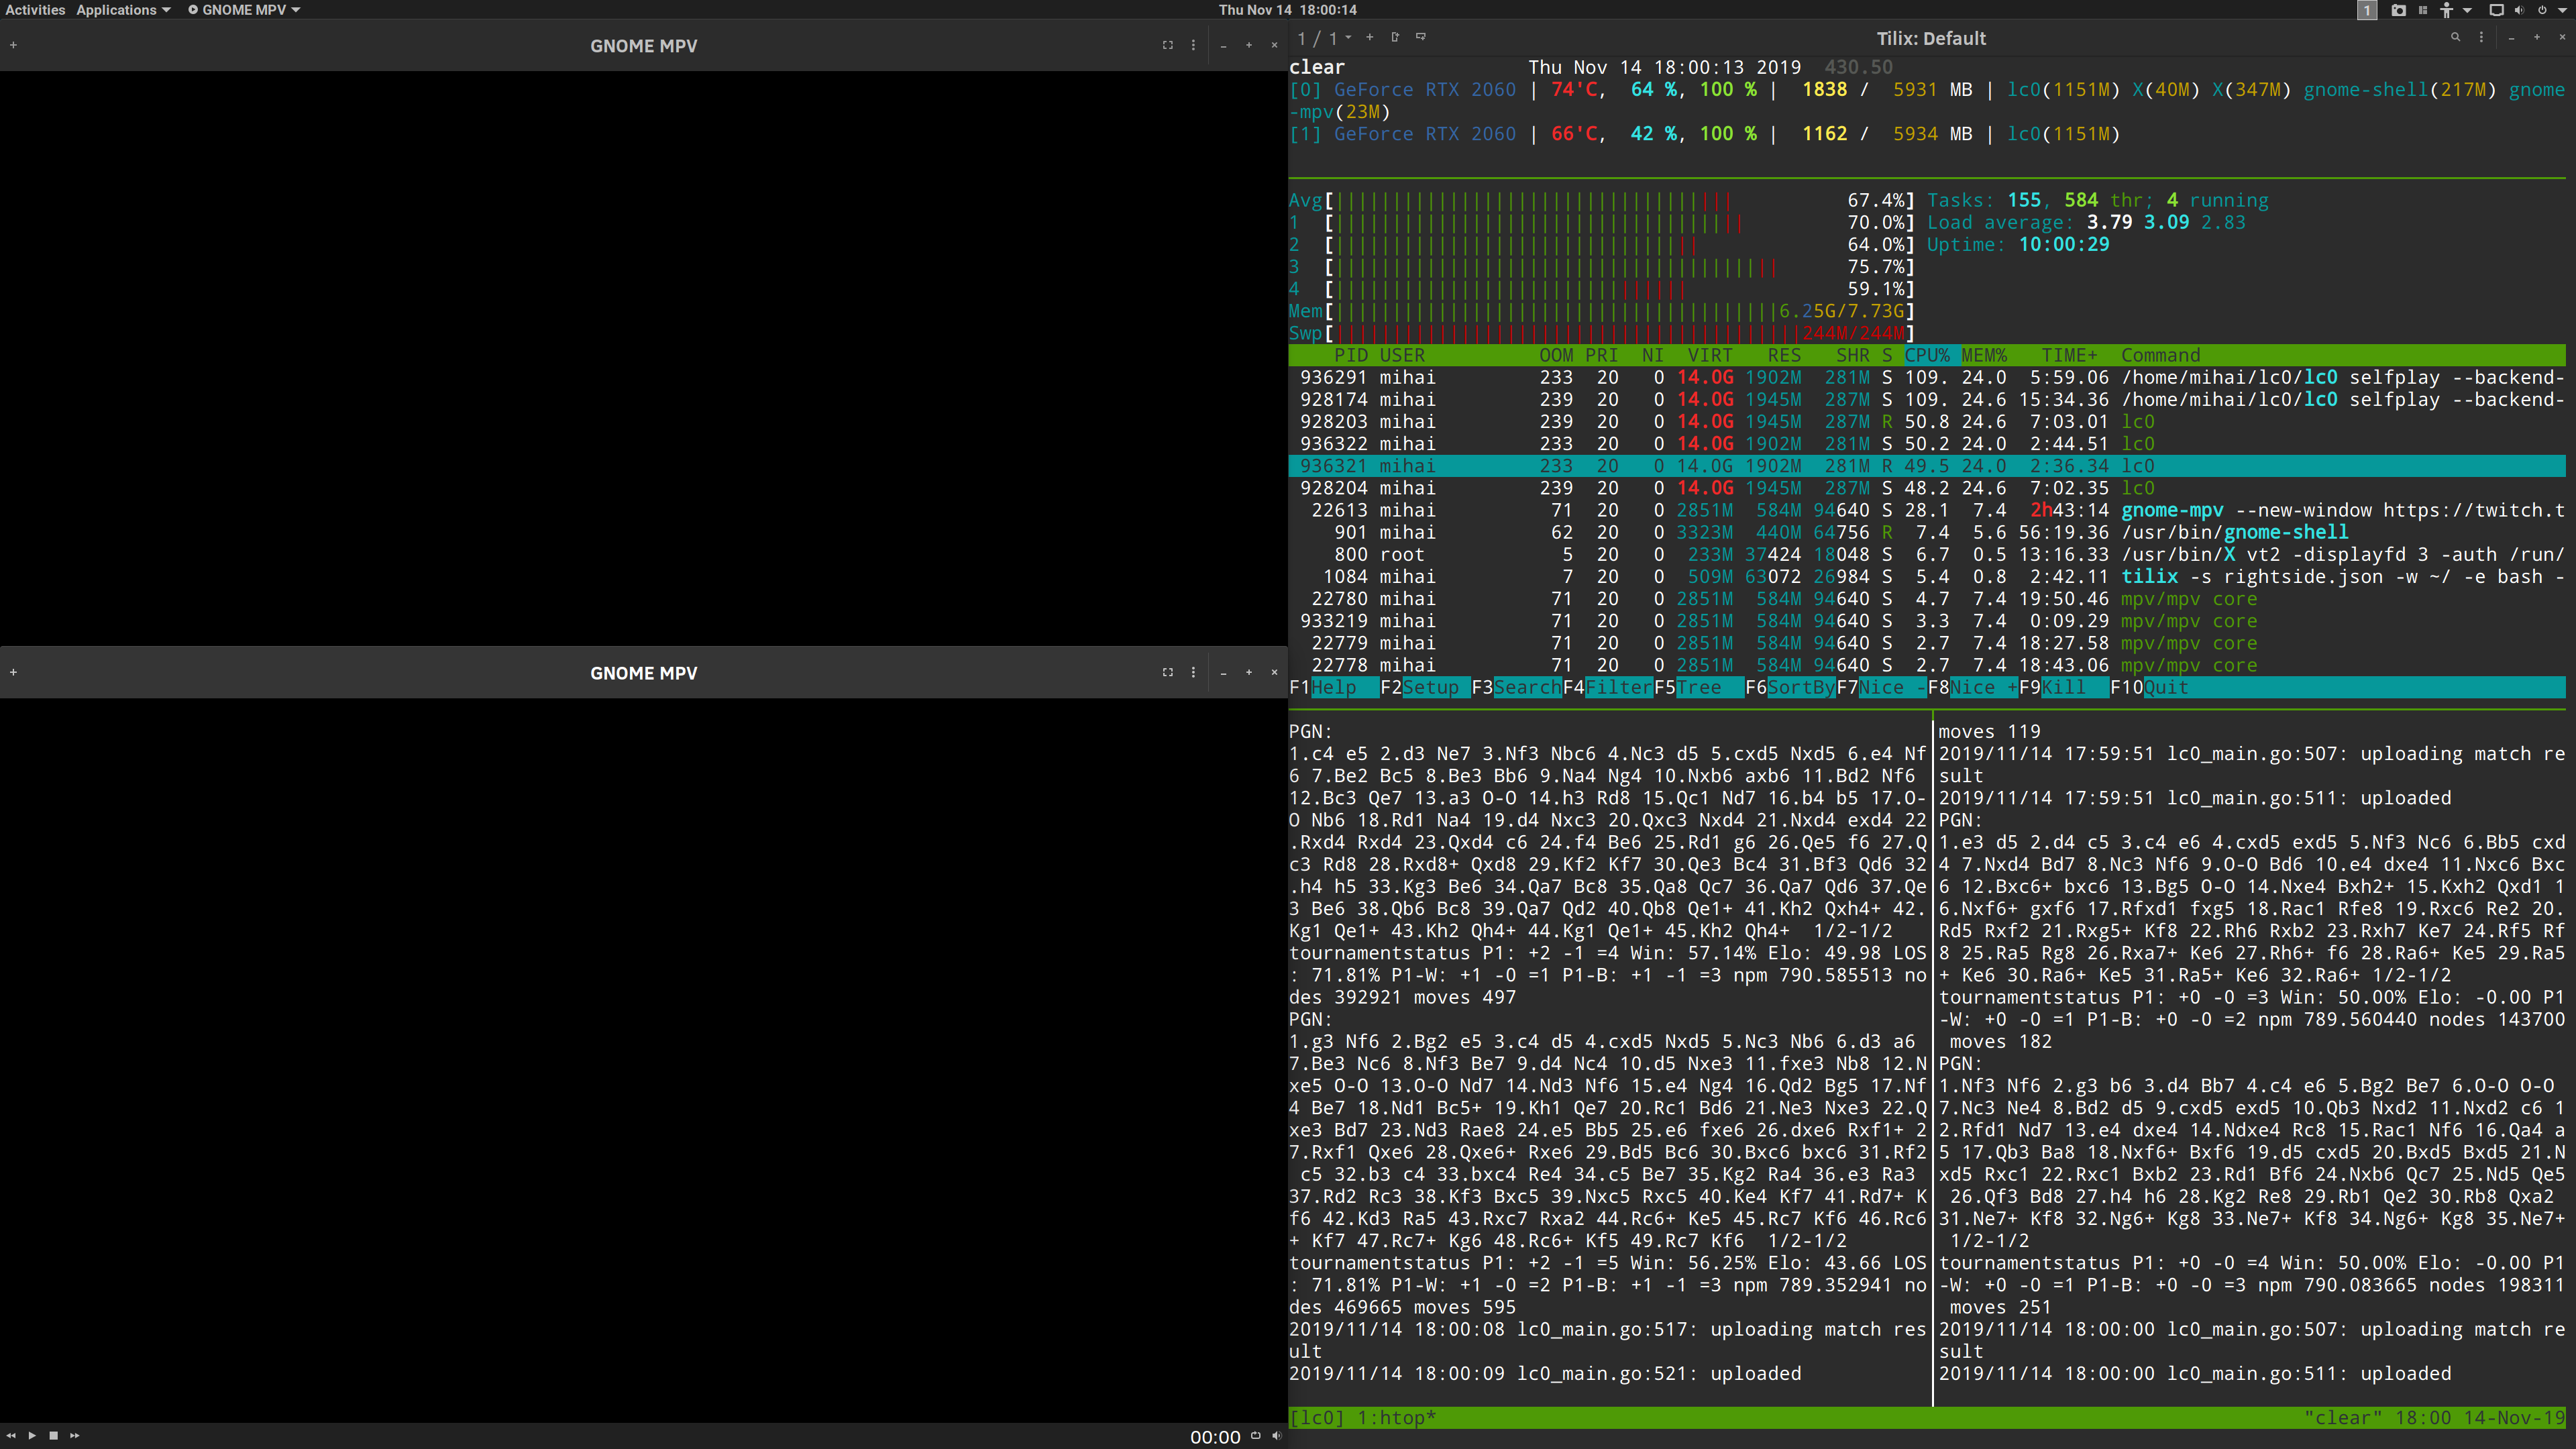 Activities Applications GNOME MPV Thu Nov 14 18:00:14 1
GNOME MPV
1 / 1 Tilix: Default
clear Thu Nov 14 18:00:13 2019 430.50
[0] GeForce RTX 2060 | 74'C, 64 %, 100 % | 1838 / 5931 MB | lc0(1151M) X(40M) X(347M) gnome-shell(217M) gnome
-mpv(23M)
[1] GeForce RTX 2060 | 66'C, 42 %, 100 % | 1162 / 5934 MB | lc0(1151M)
Avg[ 67.4%] Tasks: 155, 584 thr; 4 running
1 [ 70.0%] Load average: 3.79 3.09 2.83
2 [ 64.0%] Uptime: 10:00:29
3 [ 75.7%]
4 [ 59.1%]
Mem[ 6.25G/7.73G]
Swp[ 244M/244M]
PID USER OOM PRI NI VIRT RES SHR S CPU% MEM% TIME+ Command
936291 mihai 233 20 0 14.0G 1902M 281M S 109. 24.0 5:59.06 /home/mihai/lc0/lc0 selfplay --backend-
928174 mihai 239 20 0 14.0G 1945M 287M S 109. 24.6 15:34.36 /home/mihai/lc0/lc0 selfplay --backend-
928203 mihai 239 20 0 14.0G 1945M 287M R 50.8 24.6 7:03.01 lc0
936322 mihai 233 20 0 14.0G 1902M 281M S 50.2 24.0 2:44.51 lc0
936321 mihai 233 20 0 14.0G 1902M 281M R 49.5 24.0 2:36.34 lc0
928204 mihai 239 20 0 14.0G 1945M 287M S 48.2 24.6 7:02.35 lc0
22613 mihai 71 20 0 2851M 584M 94640 S 28.1 7.4 2h43:14 gnome-mpv --new-window https://twitch.t
901 mihai 62 20 0 3323M 440M 64756 R 7.4 5.6 56:19.36 /usr/bin/gnome-shell
800 root 5 20 0 233M 37424 18048 S 6.7 0.5 13:16.33 /usr/bin/X vt2 -displayfd 3 -auth /run/
1084 mihai 7 20 0 509M 63072 26984 S 5.4 0.8 2:42.11 tilix -s rightside.json -w ~/ -e bash -
22780 mihai 71 20 0 2851M 584M 94640 S 4.7 7.4 19:50.46 mpv/mpv core
933219 mihai 71 20 0 2851M 584M 94640 S 3.3 7.4 0:09.29 mpv/mpv core
22779 mihai 71 20 0 2851M 584M 94640 S 2.7 7.4 18:27.58 mpv/mpv core
22778 mihai 71 20 0 2851M 584M 94640 S 2.7 7.4 18:43.06 mpv/mpv core
F1Help F2Setup F3SearchF4FilterF5Tree F6SortByF7Nice -F8Nice +F9Kill F10Quit
GNOME MPV
PGN:
1.c4 e5 2.d3 Ne7 3.Nf3 Nbc6 4.Nc3 d5 5.cxd5 Nxd5 6.e4 Nf
6 7.Be2 Bc5 8.Be3 Bb6 9.Na4 Ng4 10.Nxb6 axb6 11.Bd2 Nf6
12.Bc3 Qe7 13.a3 O-O 14.h3 Rd8 15.Qc1 Nd7 16.b4 b5 17.O-
O Nb6 18.Rd1 Na4 19.d4 Nxc3 20.Qxc3 Nxd4 21.Nxd4 exd4 22
.Rxd4 Rxd4 23.Qxd4 c6 24.f4 Be6 25.Rd1 g6 26.Qe5 f6 27.Q
c3 Rd8 28.Rxd8+ Qxd8 29.Kf2 Kf7 30.Qe3 Bc4 31.Bf3 Qd6 32
.h4 h5 33.Kg3 Be6 34.Qa7 Bc8 35.Qa8 Qc7 36.Qa7 Qd6 37.Qe
3 Be6 38.Qb6 Bc8 39.Qa7 Qd2 40.Qb8 Qe1+ 41.Kh2 Qxh4+ 42.
Kg1 Qe1+ 43.Kh2 Qh4+ 44.Kg1 Qe1+ 45.Kh2 Qh4+ 1/2-1/2
tournamentstatus P1: +2 -1 =4 Win: 57.14% Elo: 49.98 LOS
: 71.81% P1-W: +1 -0 =1 P1-B: +1 -1 =3 npm 790.585513 no
des 392921 moves 497
PGN:
1.g3 Nf6 2.Bg2 e5 3.c4 d5 4.cxd5 Nxd5 5.Nc3 Nb6 6.d3 a6
7.Be3 Nc6 8.Nf3 Be7 9.d4 Nc4 10.d5 Nxe3 11.fxe3 Nb8 12.N
xe5 O-O 13.O-O Nd7 14.Nd3 Nf6 15.e4 Ng4 16.Qd2 Bg5 17.Nf
4 Be7 18.Nd1 Bc5+ 19.Kh1 Qe7 20.Rc1 Bd6 21.Ne3 Nxe3 22.Q
xe3 Bd7 23.Nd3 Rae8 24.e5 Bb5 25.e6 fxe6 26.dxe6 Rxf1+ 2
7.Rxf1 Qxe6 28.Qxe6+ Rxe6 29.Bd5 Bc6 30.Bxc6 bxc6 31.Rf2
c5 32.b3 c4 33.bxc4 Re4 34.c5 Be7 35.Kg2 Ra4 36.e3 Ra3
37.Rd2 Rc3 38.Kf3 Bxc5 39.Nxc5 Rxc5 40.Ke4 Kf7 41.Rd7+ K
f6 42.Kd3 Ra5 43.Rxc7 Rxa2 44.Rc6+ Ke5 45.Rc7 Kf6 46.Rc6
+ Kf7 47.Rc7+ Kg6 48.Rc6+ Kf5 49.Rc7 Kf6 1/2-1/2
tournamentstatus P1: +2 -1 =5 Win: 56.25% Elo: 43.66 LOS
: 71.81% P1-W: +1 -0 =2 P1-B: +1 -1 =3 npm 789.352941 no
des 469665 moves 595
2019/11/14 18:00:08 lc0_main.go:517: uploading match res
ult
2019/11/14 18:00:09 lc0_main.go:521: uploaded
moves 119
2019/11/14 17:59:51 lc0_main.go:507: uploading match re
sult
2019/11/14 17:59:51 lc0_main.go:511: uploaded
PGN:
1.e3 d5 2.d4 c5 3.c4 e6 4.cxd5 exd5 5.Nf3 Nc6 6.Bb5 cxd
4 7.Nxd4 Bd7 8.Nc3 Nf6 9.O-O Bd6 10.e4 dxe4 11.Nxc6 Bxc
6 12.Bxc6+ bxc6 13.Bg5 O-O 14.Nxe4 Bxh2+ 15.Kxh2 Qxd1 1
6.Nxf6+ gxf6 17.Rfxd1 fxg5 18.Rac1 Rfe8 19.Rxc6 Re2 20.
Rd5 Rxf2 21.Rxg5+ Kf8 22.Rh6 Rxb2 23.Rxh7 Ke7 24.Rf5 Rf
8 25.Ra5 Rg8 26.Rxa7+ Ke6 27.Rh6+ f6 28.Ra6+ Ke5 29.Ra5
+ Ke6 30.Ra6+ Ke5 31.Ra5+ Ke6 32.Ra6+ 1/2-1/2
tournamentstatus P1: +0 -0 =3 Win: 50.00% Elo: -0.00 P1
-W: +0 -0 =1 P1-B: +0 -0 =2 npm 789.560440 nodes 143700
moves 182
PGN:
1.Nf3 Nf6 2.g3 b6 3.d4 Bb7 4.c4 e6 5.Bg2 Be7 6.O-O O-O
7.Nc3 Ne4 8.Bd2 d5 9.cxd5 exd5 10.Qb3 Nxd2 11.Nxd2 c6 1
2.Rfd1 Nd7 13.e4 dxe4 14.Ndxe4 Rc8 15.Rac1 Nf6 16.Qa4 a
5 17.Qb3 Ba8 18.Nxf6+ Bxf6 19.d5 cxd5 20.Bxd5 Bxd5 21.N
xd5 Rxc1 22.Rxc1 Bxb2 23.Rd1 Bf6 24.Nxb6 Qc7 25.Nd5 Qe5
26.Qf3 Bd8 27.h4 h6 28.Kg2 Re8 29.Rb1 Qe2 30.Rb8 Qxa2
31.Ne7+ Kf8 32.Ng6+ Kg8 33.Ne7+ Kf8 34.Ng6+ Kg8 35.Ne7+
1/2-1/2
tournamentstatus P1: +0 -0 =4 Win: 50.00% Elo: -0.00 P1
-W: +0 -0 =1 P1-B: +0 -0 =3 npm 790.083665 nodes 198311
moves 251
2019/11/14 18:00:00 lc0_main.go:507: uploading match re
sult
2019/11/14 18:00:00 lc0_main.go:511: uploaded
[lc0] 1:htop* "clear" 18:00 14-Nov-19
00:00